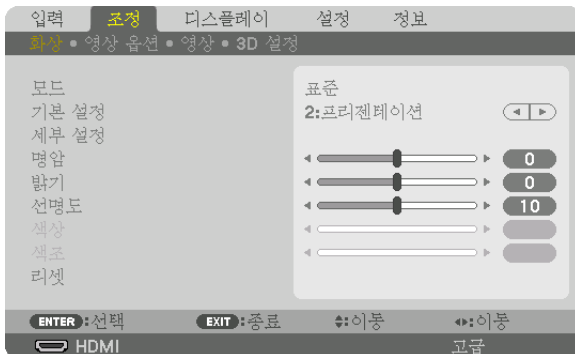 입력 조정 디스플레이 설정 정보
화상 • 영상 옵션 • 영상 • 3D 설정
모드 표준
기본 설정 2:프리젠테이션
세부 설정
명암 0
밝기 0
선명도 10
색상
색조
리셋
ENTER:선택 EXIT:종료 :이동 :이동
HDMI 고급